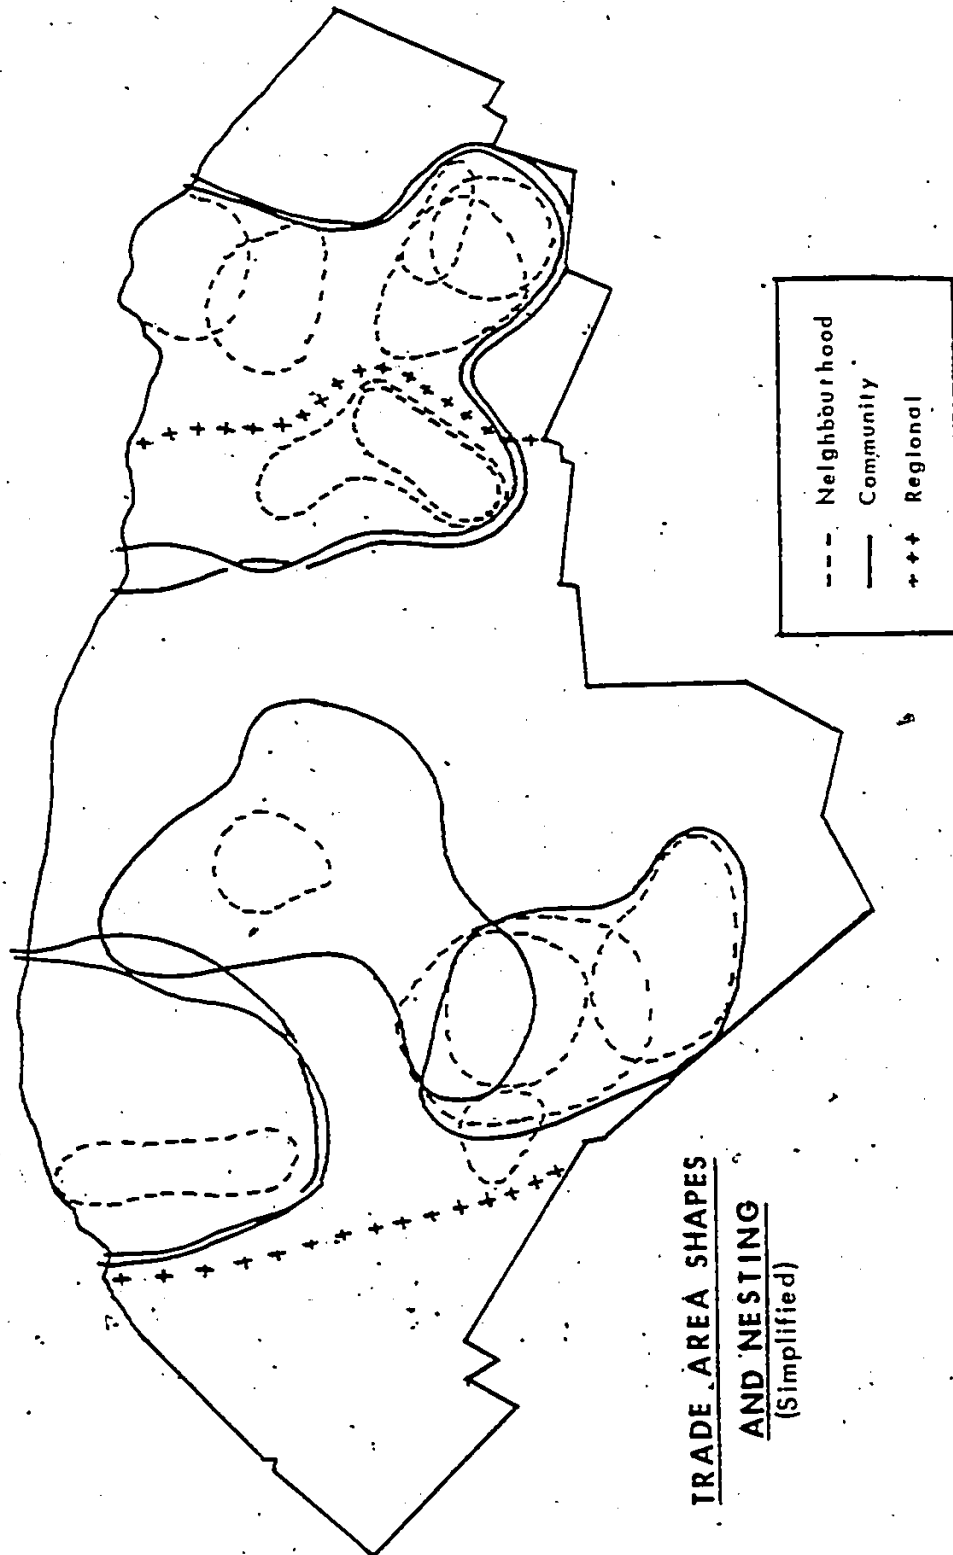 TRADE AREA SHAPES
AND NESTING
(Simplified)
--- Neighbourhood
—— Community
+++ Regional